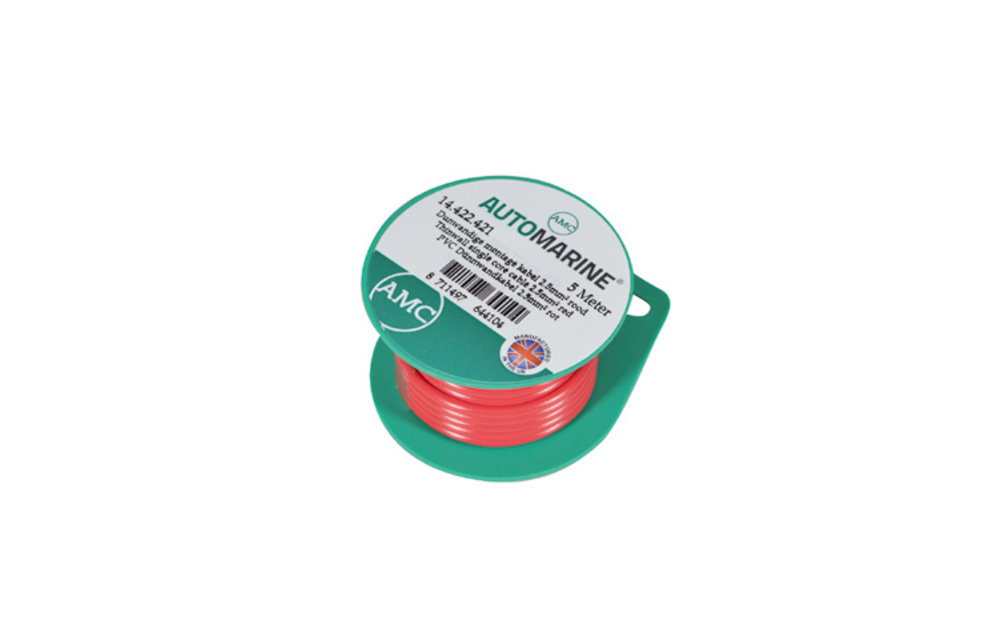 AMC
AUTOMARINE®
14.422.421
5 Meter
Dunwandige montage kabel 2.5mm² rood
Thinwall single core cable 2.5mm² red
PVC Dünnwandkabel 2.5mm² rot
8 711497 644104
AMC
MANUFACTURED
IN THE UK